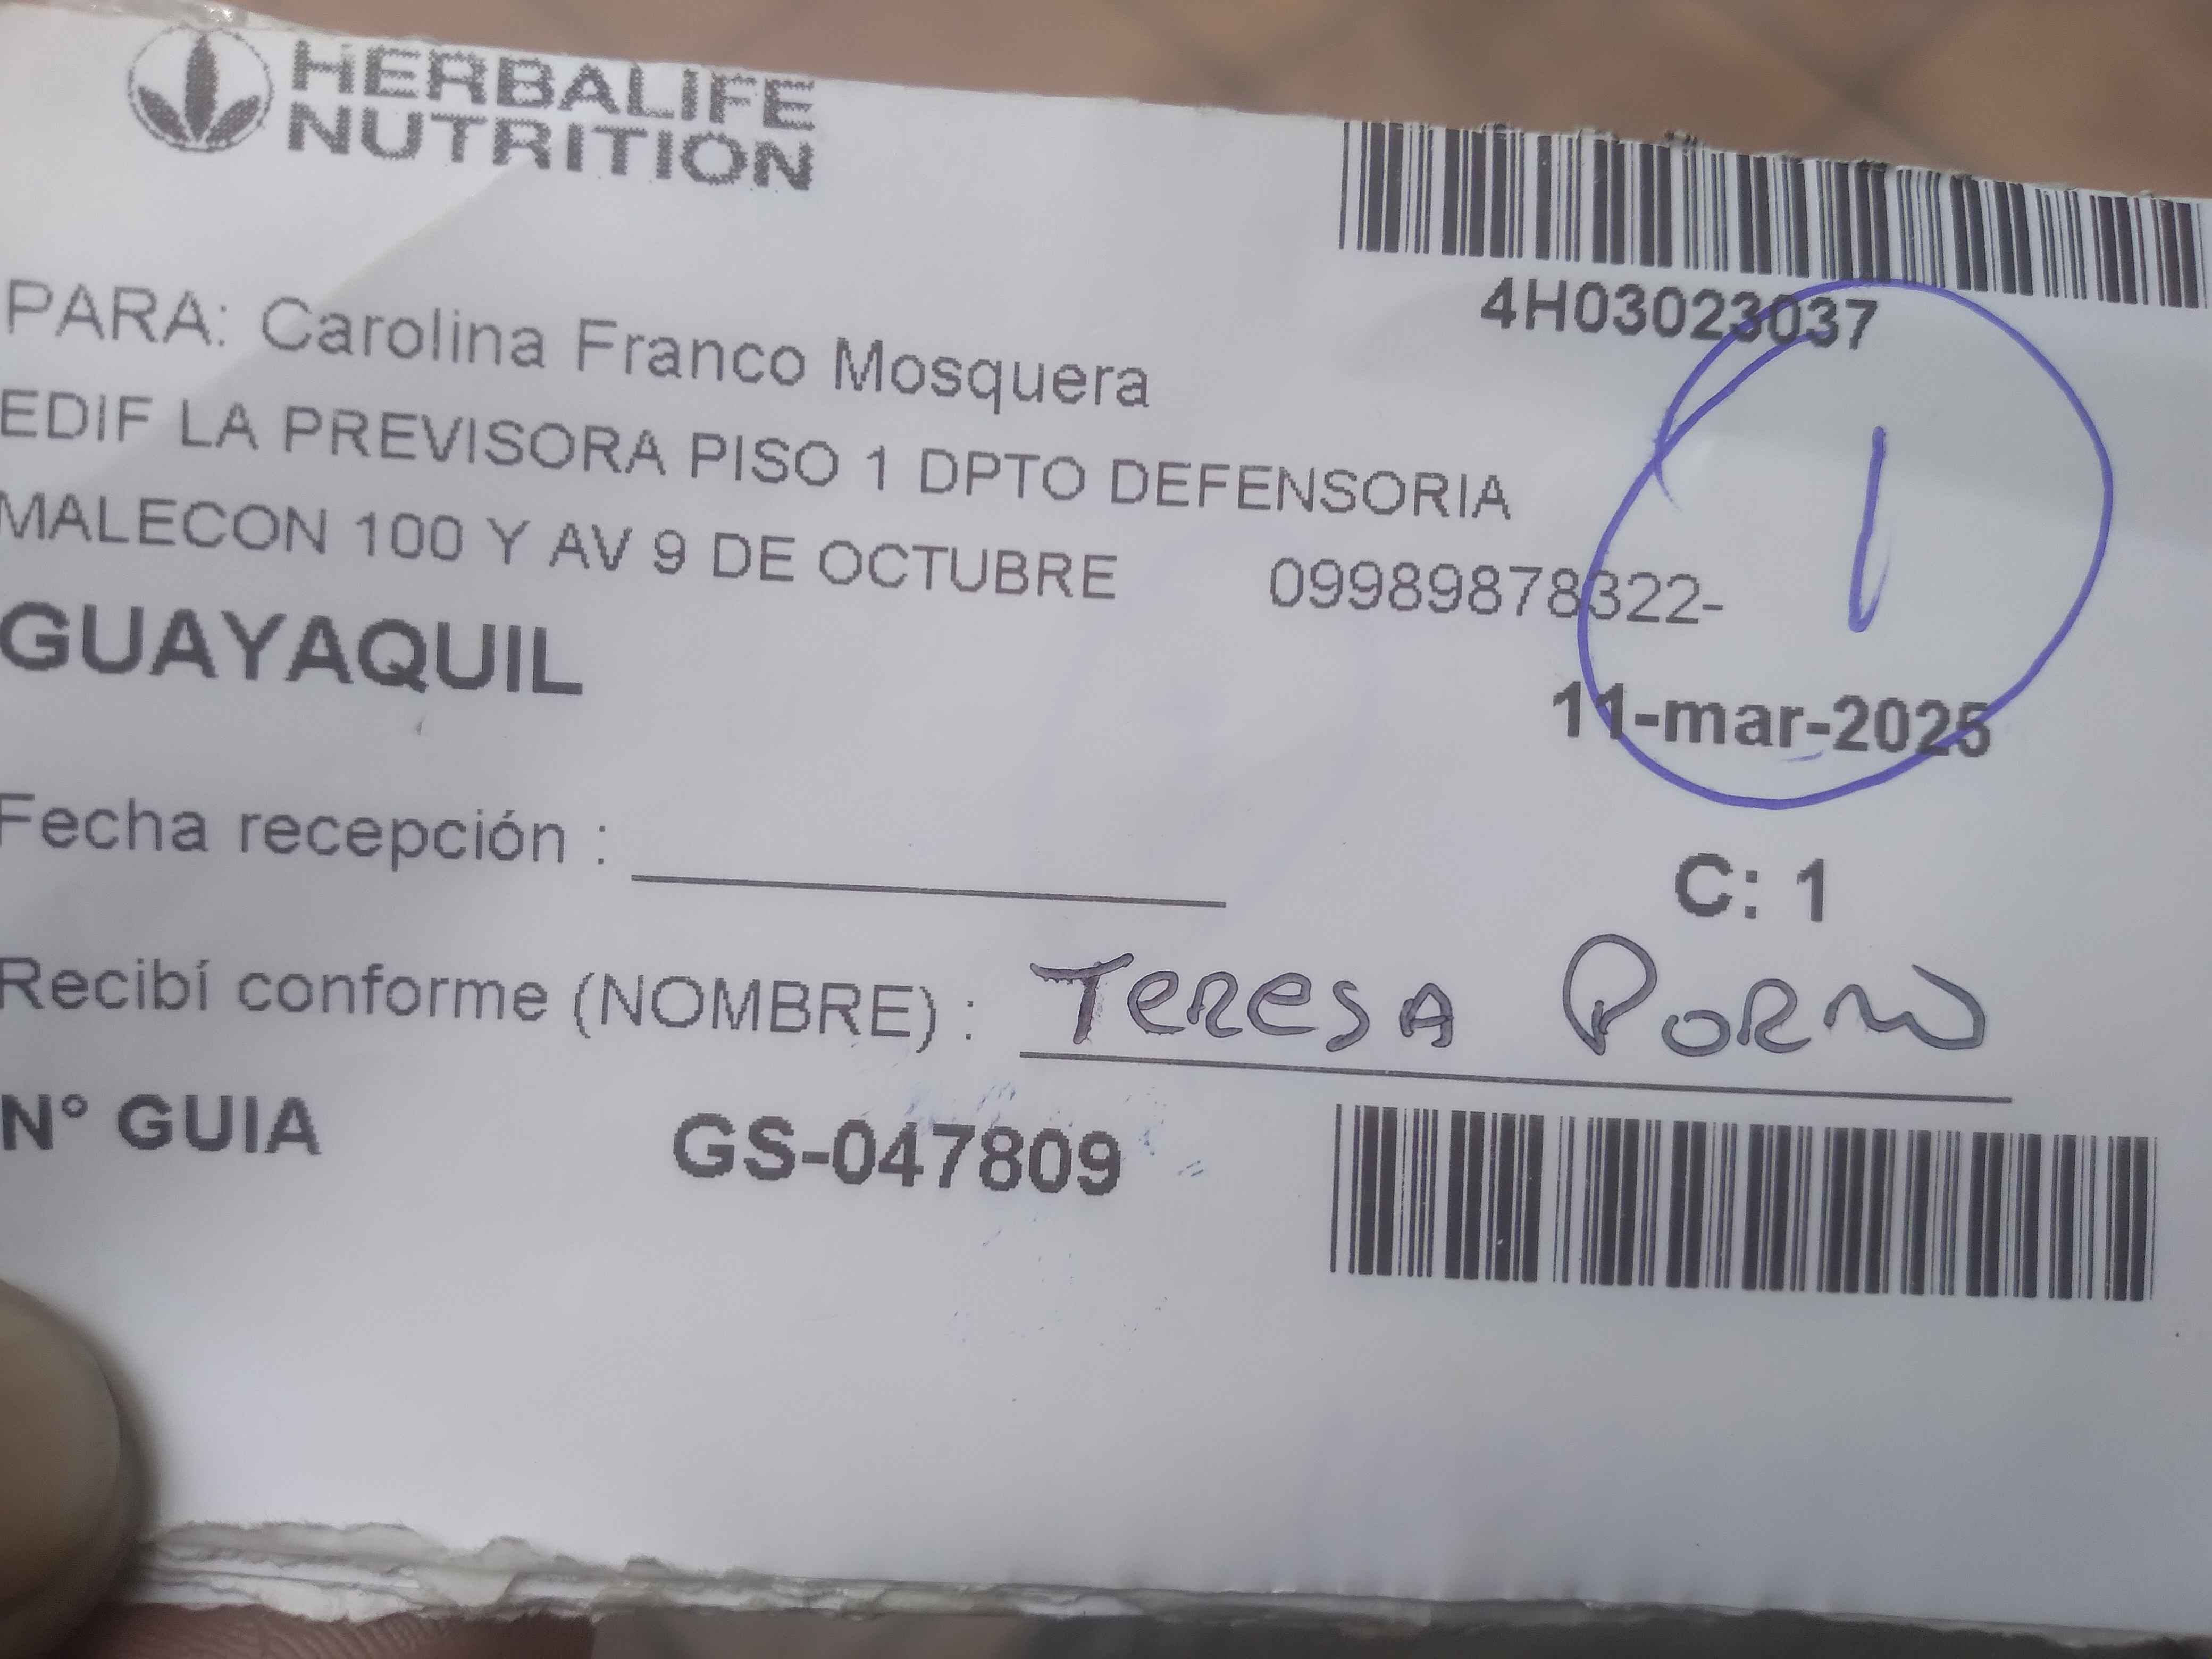 HERBALIFE
NUTRITION
4H03023037
PARA: Carolina Franco Mosquera
EDIF LA PREVISORA PISO 1 DPTO DEFENSORIA
MALECON 100 Y AV 9 DE OCTUBRE 09989878322-
1
GUAYAQUIL
11-mar-2025
Fecha recepción :
C: 1
Recibí conforme (NOMBRE) : TERESA
N° GUIA GS-047809